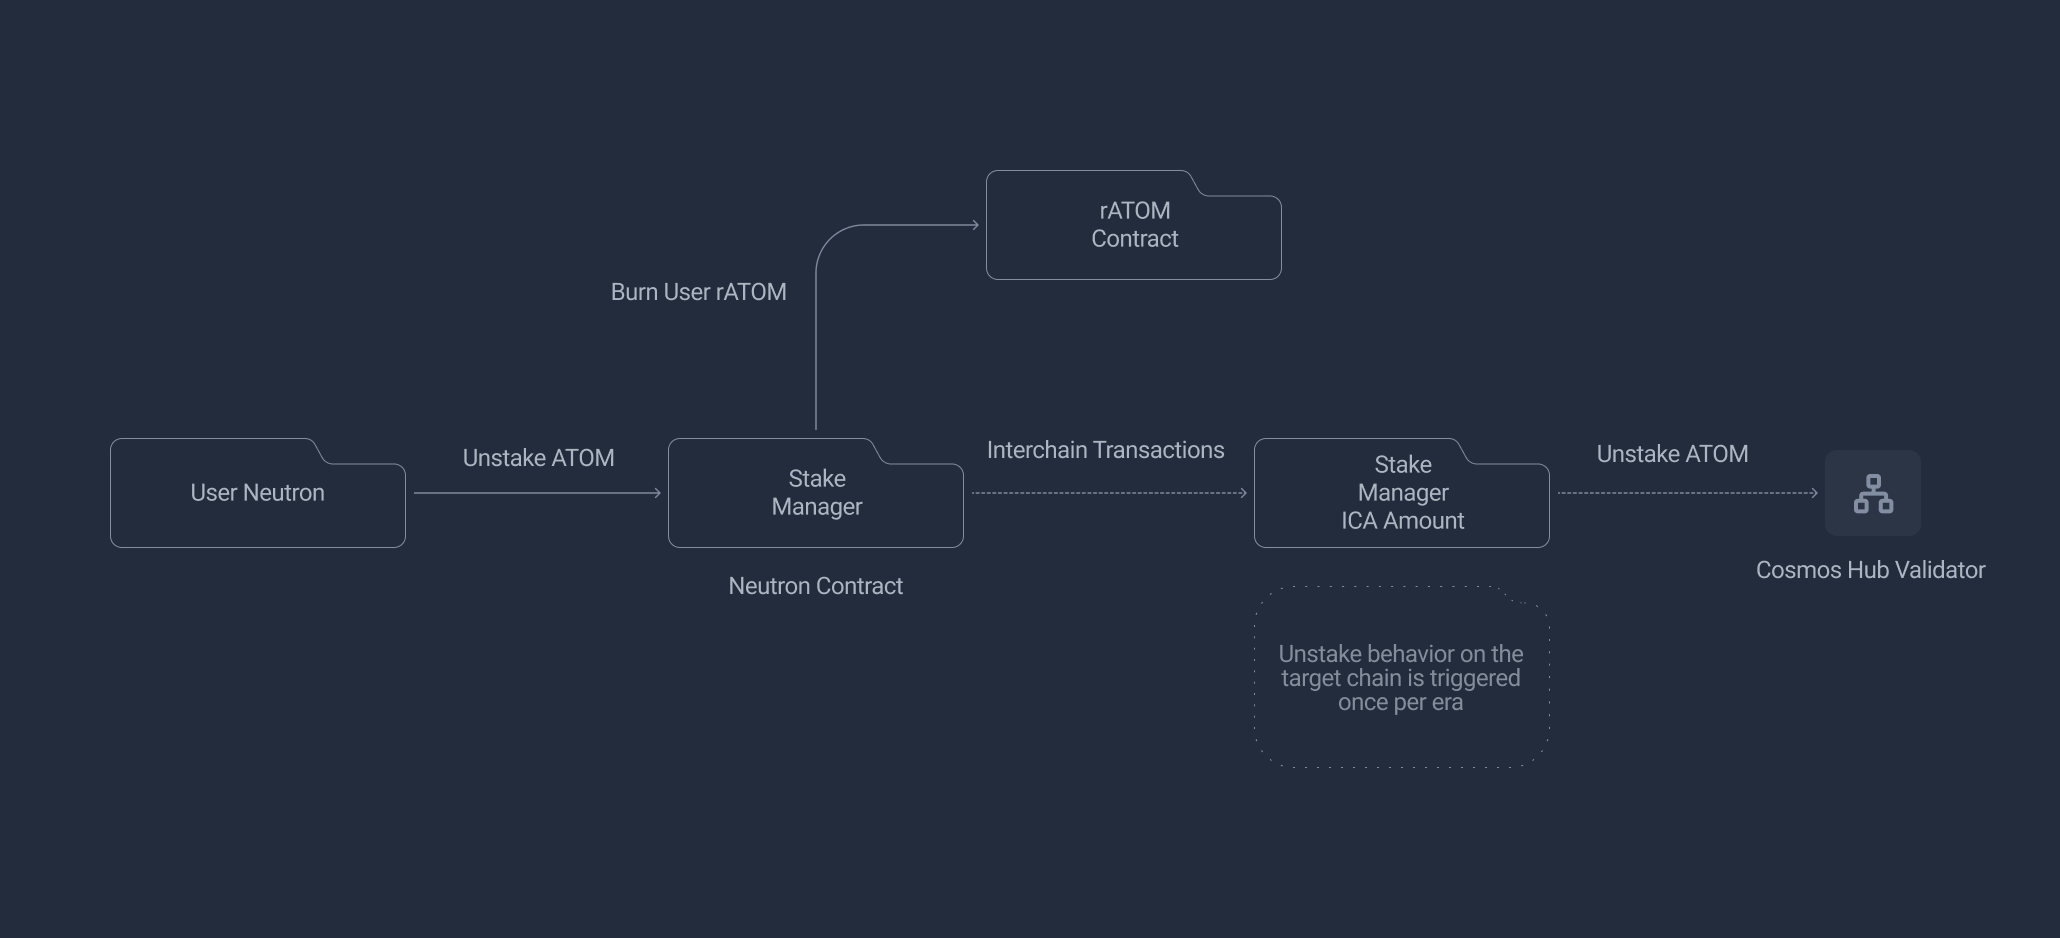 rATOM
Contract
Burn User rATOM
User Neutron
Unstake ATOM
Stake
Manager
Neutron Contract
Interchain Transactions
Stake
Manager
ICA Amount
Unstake ATOM
Cosmos Hub Validator
Unstake behavior on the
target chain is triggered
once per era